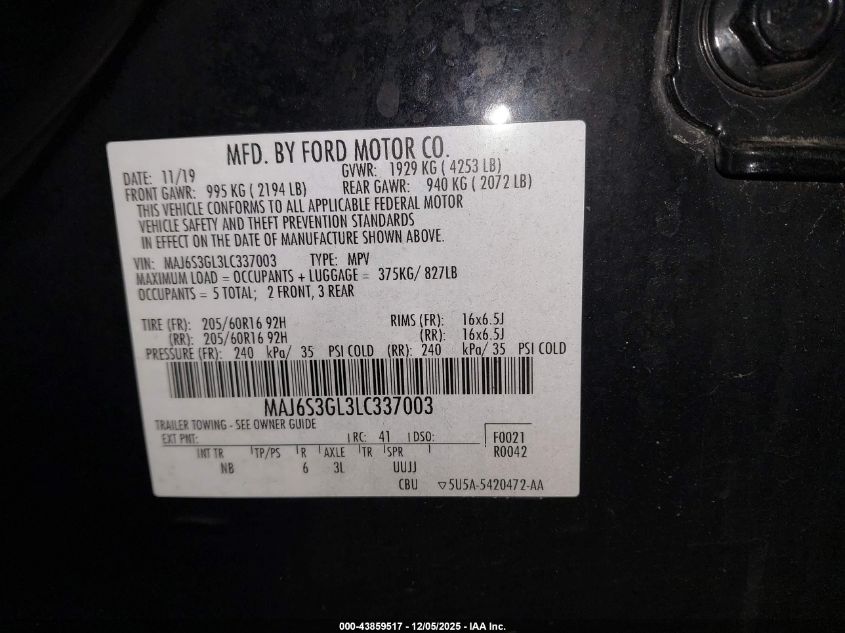 MFD. BY FORD MOTOR CO.
DATE: 11/19 GVWR: 1929 KG ( 4253 LB)
FRONT GAWR: 995 KG ( 2194 LB) REAR GAWR: 940 KG ( 2072 LB)
THIS VEHICLE CONFORMS TO ALL APPLICABLE FEDERAL MOTOR
VEHICLE SAFETY AND THEFT PREVENTION STANDARDS
IN EFFECT ON THE DATE OF MANUFACTURE SHOWN ABOVE.
VIN: MAJ6S3GL3LC337003 TYPE: MPV
MAXIMUM LOAD = OCCUPANTS + LUGGAGE = 375KG/ 827LB
OCCUPANTS = 5 TOTAL; 2 FRONT, 3 REAR
TIRE (FR): 205/60R16 92H RIMS (FR): 16x6.5J
(RR): 205/60R16 92H (RR): 16x6.5J
PRESSURE (FR): 240 kPa/ 35 PSI COLD (RR): 240 kPa/ 35 PSI COLD
MAJ6S3GL3LC337003
TRAILER TOWING - SEE OWNER GUIDE
EXT PNT: RC: 41 DSO: F0021
INT TR TP/PS R AXLE TR SPR R0042
NB 6 3L UUJJ
CBU ▽5U5A-5420472-AA
000-43859517 - 12/05/2025 - IAA Inc.